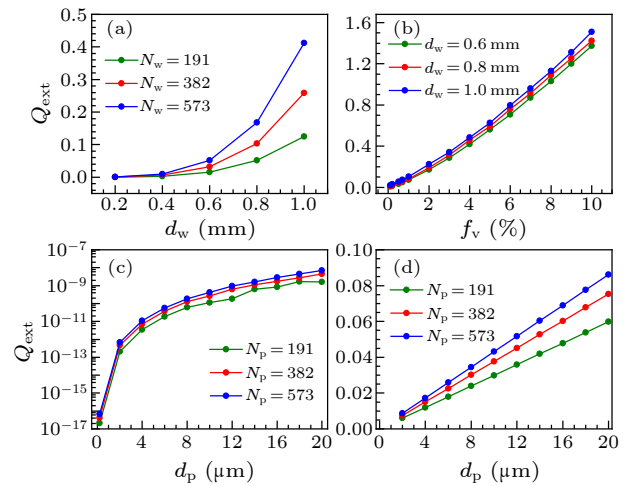 (a)
N_w = 191
N_w = 382
N_w = 573
Q_ext
0.5
0.4
0.3
0.2
0.1
0.0
0.2 0.4 0.6 0.8 1.0
d_w (mm)
(b)
d_w = 0.6 mm
d_w = 0.8 mm
d_w = 1.0 mm
1.6
1.2
0.8
0.4
0.0
0 2 4 6 8 10
f_v (%)
(c)
N_p = 191
N_p = 382
N_p = 573
Q_ext
10⁻⁷
10⁻⁹
10⁻¹¹
10⁻¹³
10⁻¹⁵
10⁻¹⁷
0 4 8 12 16 20
d_p (μm)
(d)
N_p = 191
N_p = 382
N_p = 573
0.10
0.08
0.06
0.04
0.02
0.00
4 8 12 16 20
d_p (μm)